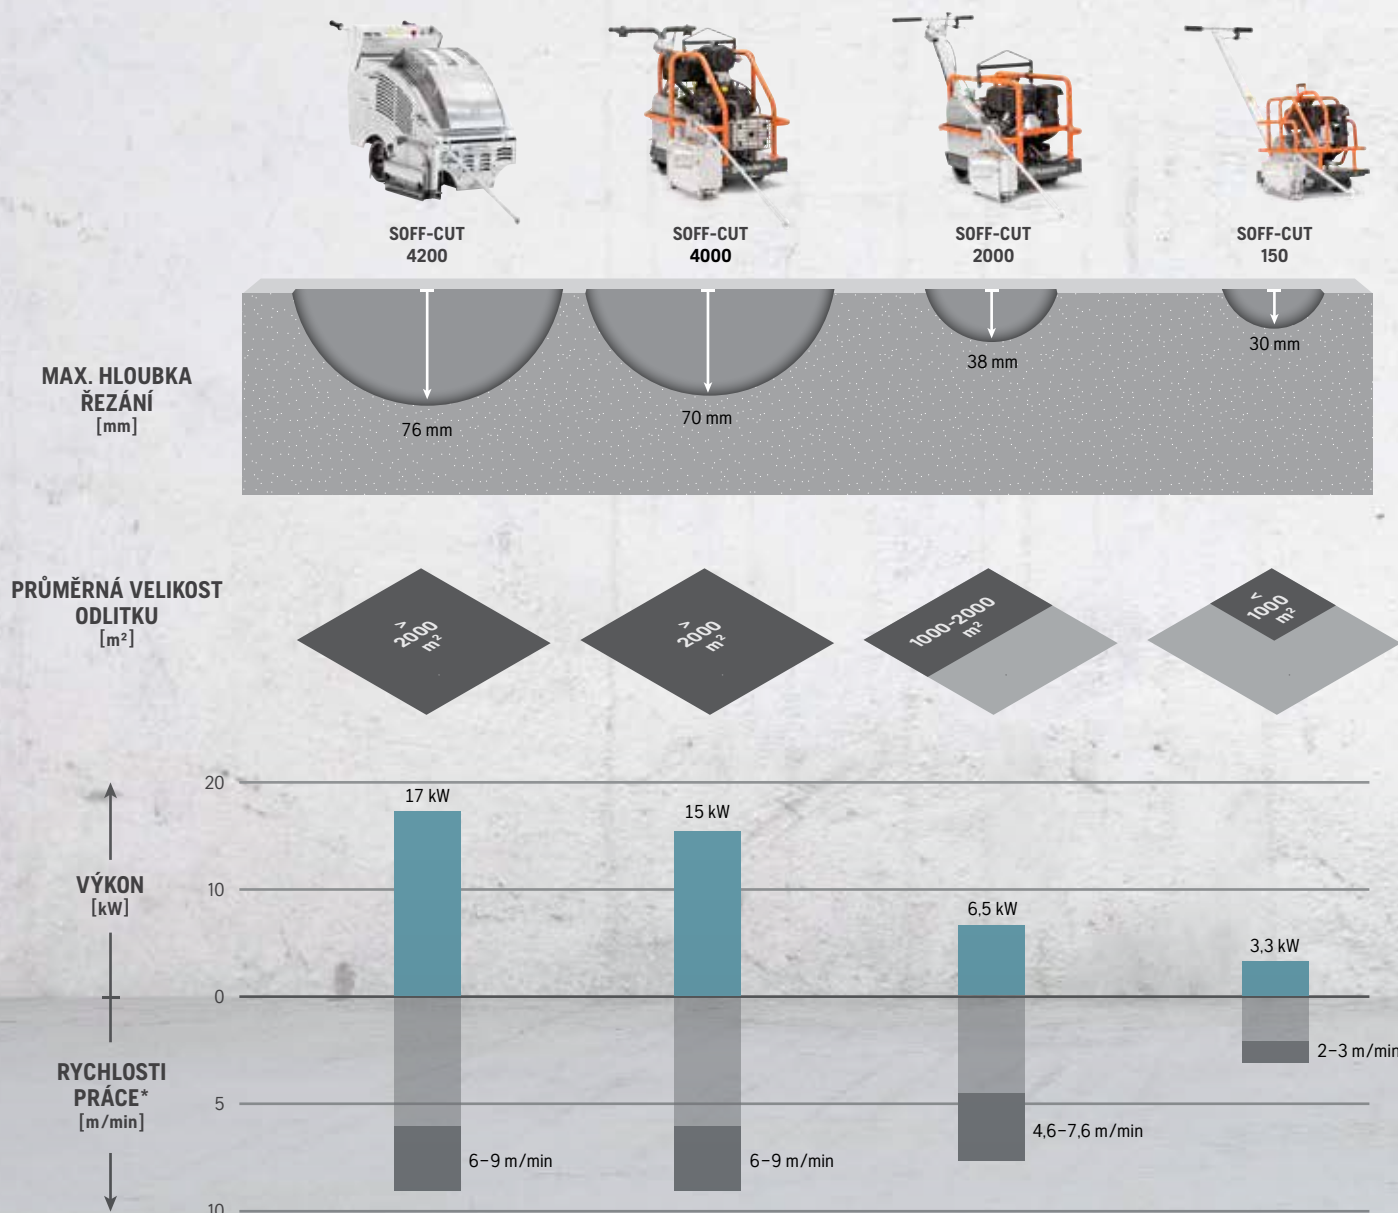 SOFF-CUT
4200
SOFF-CUT
4000
SOFF-CUT
2000
SOFF-CUT
150
MAX. HLOUBKA
ŘEZÁNÍ
[mm]
76 mm
70 mm
38 mm
30 mm
PRŮMĚRNÁ VELIKOST
ODLITKU
[m²]
>
2000
m²
>
2000
m²
1000-2000
m²
<
1000
m²
VÝKON
[kW]
20
10
0
17 kW
15 kW
6,5 kW
3,3 kW
RYCHLOSTI
PRÁCE*
[m/min]
5
10
6–9 m/min
6–9 m/min
4,6–7,6 m/min
2–3 m/min